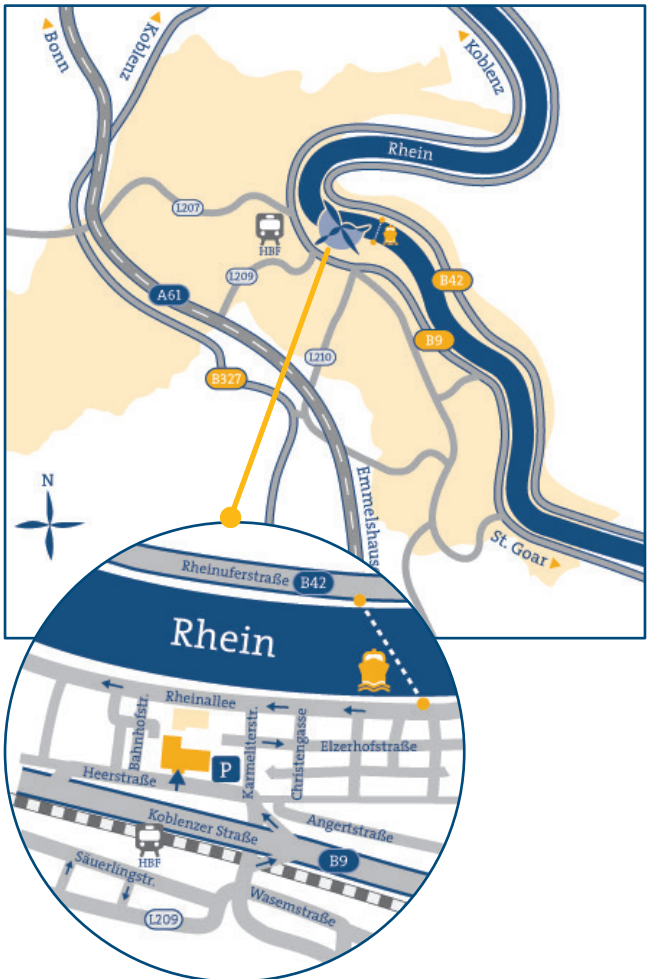 Bonn
Koblenz
Koblenz
Rhein
L207
HBF
L209
A61
B42
B9
L210
B327
N
Emmelshaus
St. Goar
Rheinuferstraße
B42
Rhein
Rheinallee
Bahnhofstr.
Karmeliterstr.
Christengasse
Elzerhofstraße
P
Heerstraße
Koblenzer Straße
Angertstraße
HBF
B9
Säuerlingstr.
Wasemstraße
L209